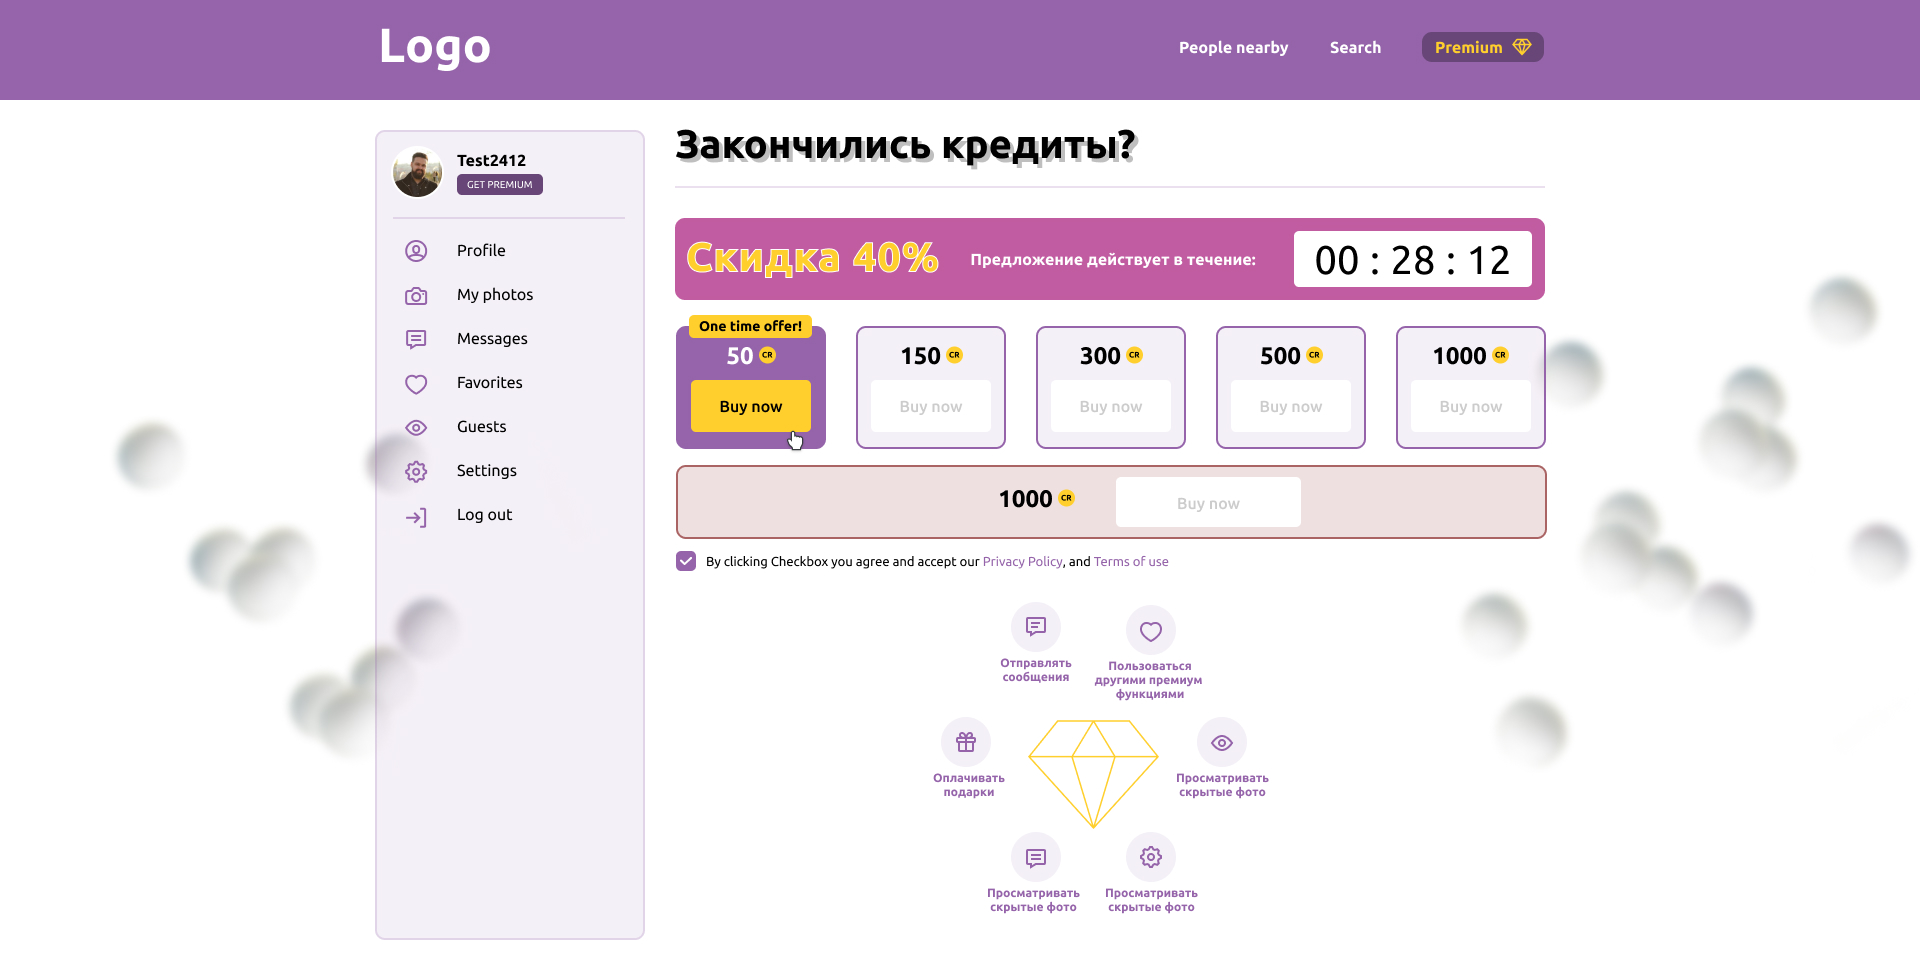 Logo
People nearby
Search
Premium
Test2412
GET PREMIUM
Profile
My photos
Messages
Favorites
Guests
Settings
Log out
Закончились кредиты?
Скидка 40%
Предложение действует в течение:
00 : 28 : 12
One time offer!
50 CR
Buy now
150 CR
Buy now
300 CR
Buy now
500 CR
Buy now
1000 CR
Buy now
1000 CR
Buy now
By clicking Checkbox you agree and accept our Privacy Policy, and Terms of use
Отправлять
сообщения
Пользоваться
другими премиум
функциями
Оплачивать
подарки
Просматривать
скрытые фото
Просматривать
скрытые фото
Просматривать
скрытые фото